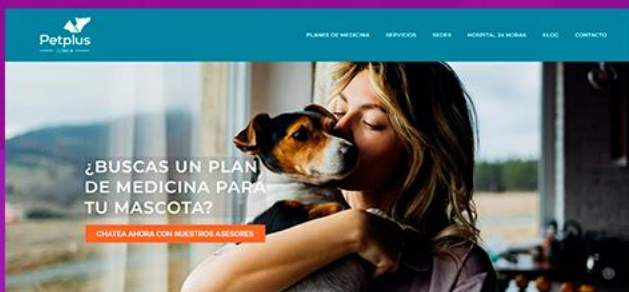 Petplus
CLÍNICA
PLANES DE MEDICINA SERVICIOS SEDES HOSPITAL 24 HORAS BLOG CONTACTO
¿BUSCAS UN PLAN
DE MEDICINA PARA
TU MASCOTA?
CHATEA AHORA CON NUESTROS ASESORES